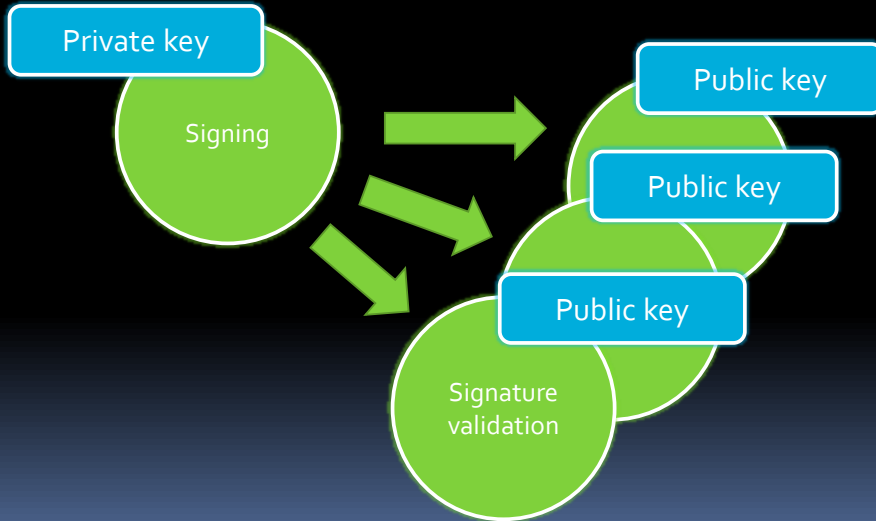 Private key
Signing
Public key
Public key
Public key
Signature
validation